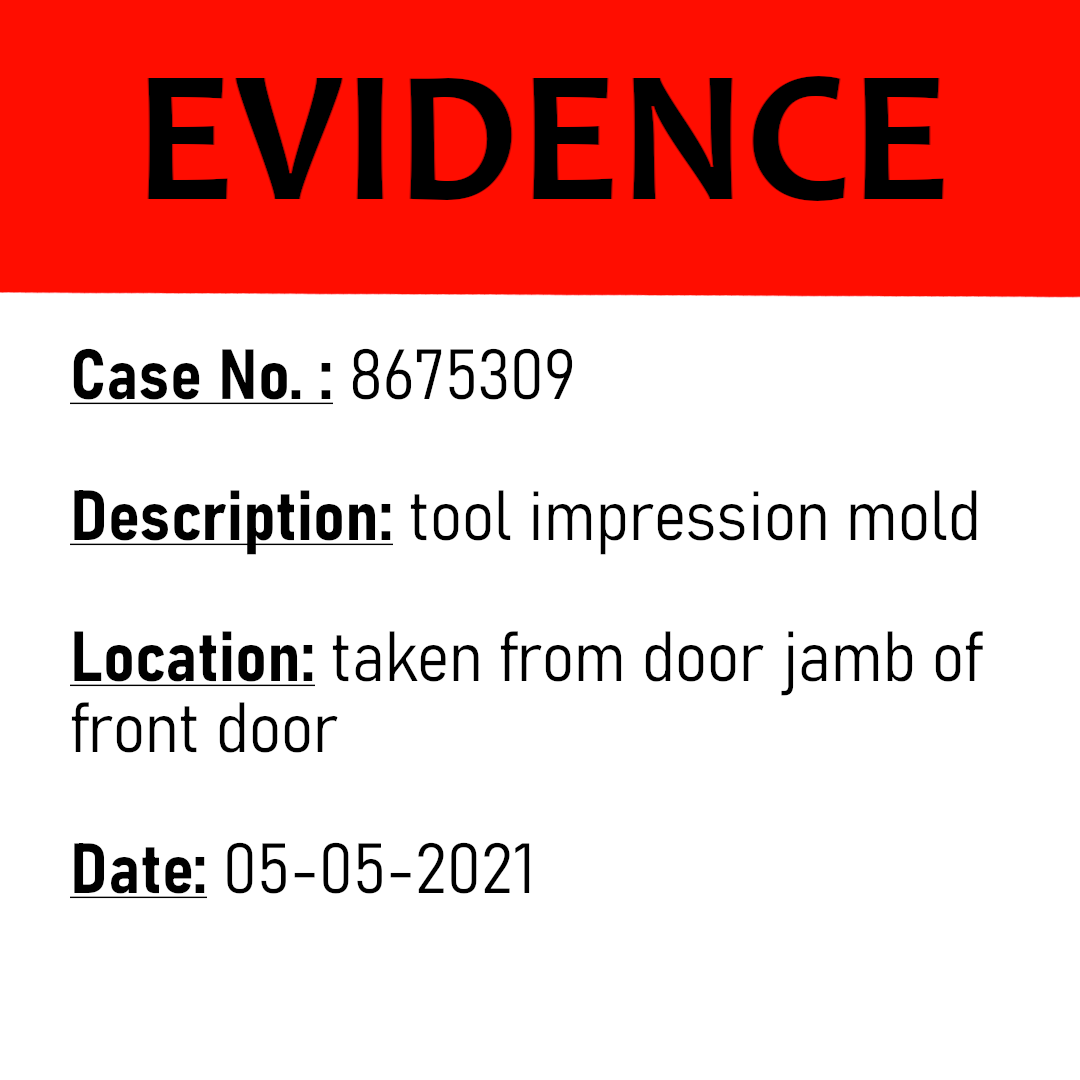 EVIDENCE
Case No. : 8675309
Description: tool impression mold
Location: taken from door jamb of
front door
Date: 05-05-2021